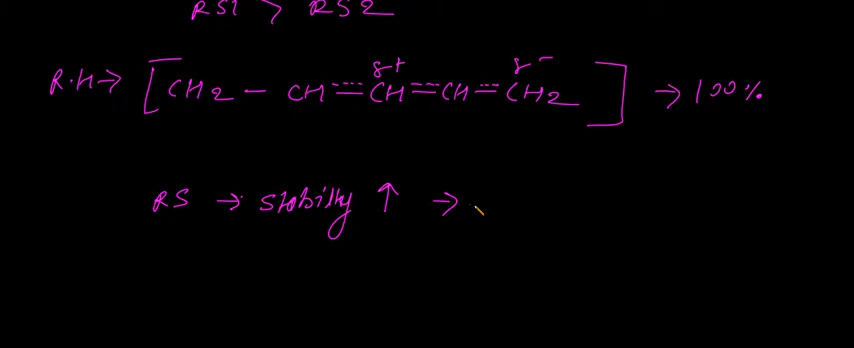 RS1 > RS2
R.H → [CH2 – CH ⩦ CH ⩦ CH ⩦ CH2] → 100%
δ+ δ-
RS → stability ↑ →